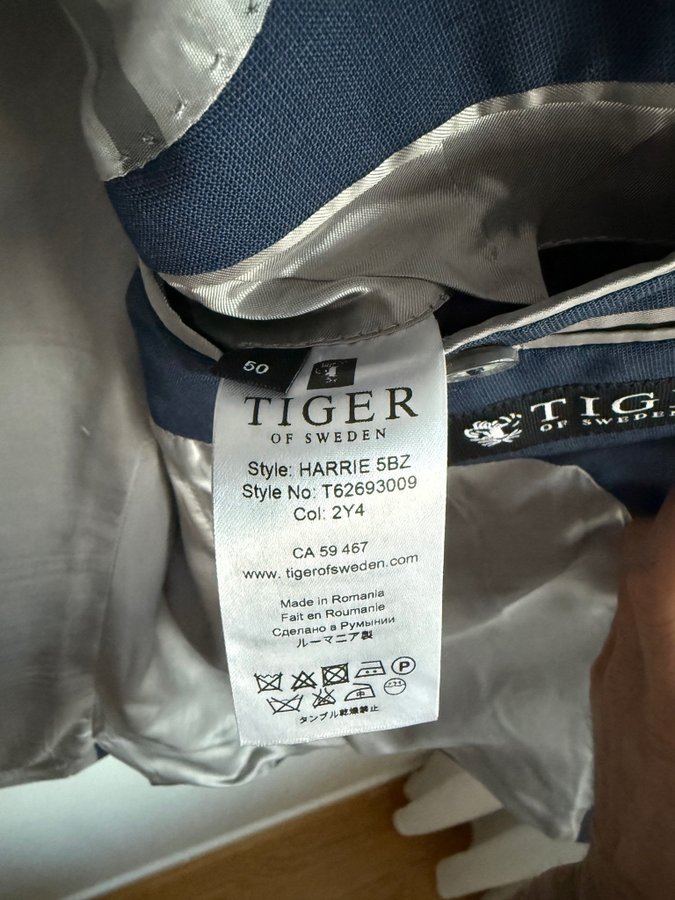 50
TIGER
OF SWEDEN
Style: HARRIE 5BZ
Style No: T62693009
Col: 2Y4
CA 59 467
www.tigerofsweden.com
Made in Romania
Fait en Roumanie
Сделано в Румынии
ルーマニア製
P
タンブル乾燥禁止
TIG
OF SWEDEN